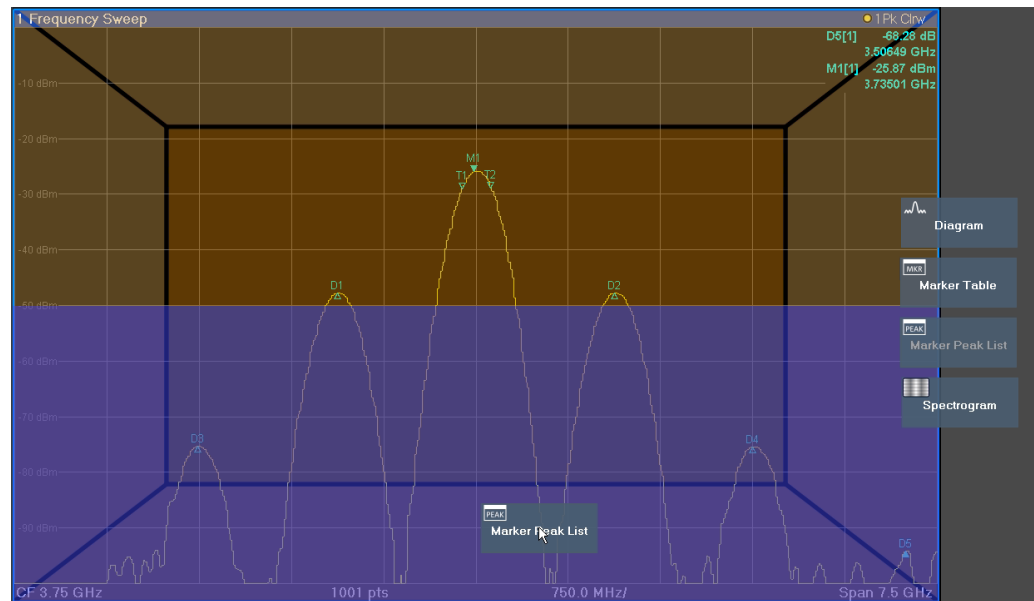 1 Frequency Sweep
1Pk Clrw
D5[1] -68.28 dB
3.50649 GHz
M1[1] -25.87 dBm
3.73501 GHz
-10 dBm
-20 dBm
M1
T1 T2
-30 dBm
Diagram
-40 dBm
MKR
Marker Table
D1 D2
-50 dBm
PEAK
Marker Peak List
-60 dBm
Spectrogram
-70 dBm
D3 D4
-80 dBm
PEAK
Marker Peak List
-90 dBm
D5
CF 3.75 GHz 1001 pts 750.0 MHz/ Span 7.5 GHz